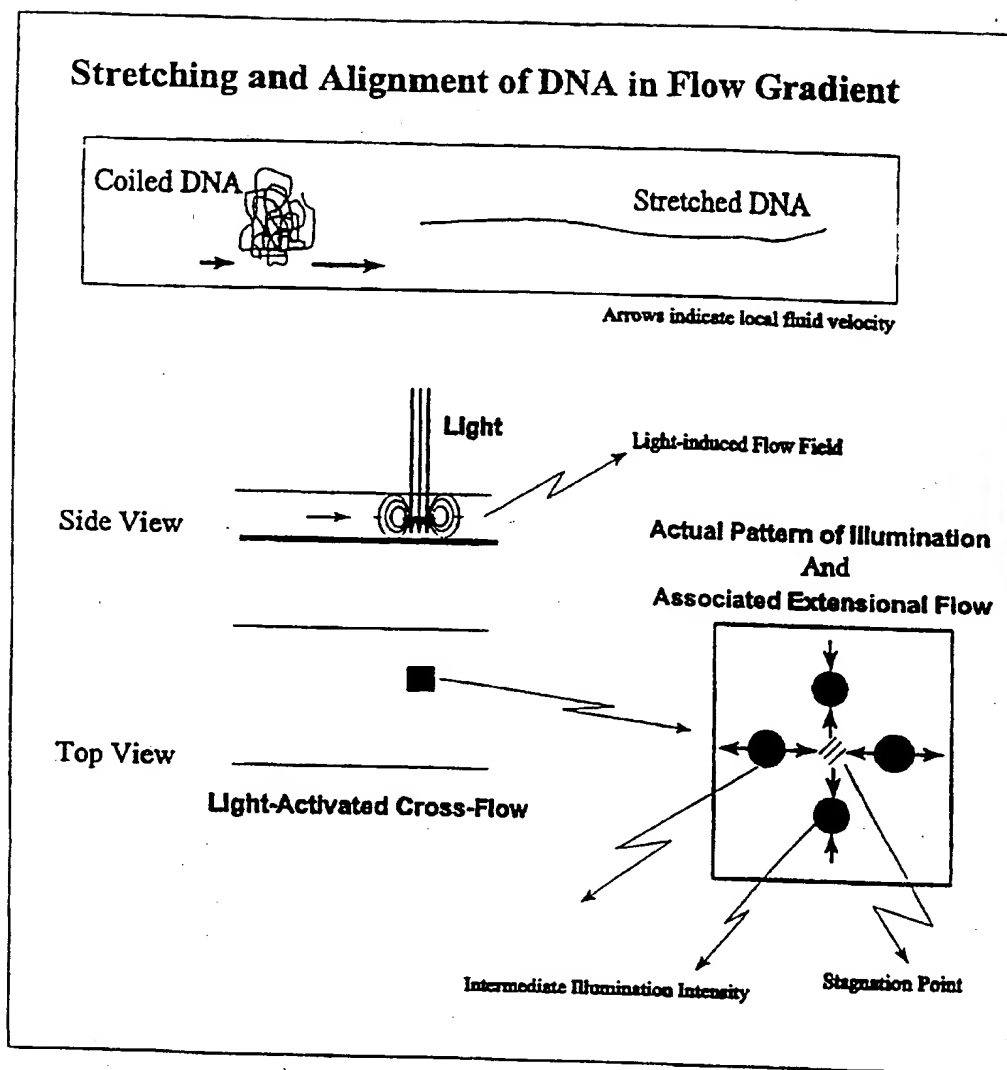 Stretching and Alignment of DNA in Flow Gradient
Coiled DNA
Stretched DNA
Arrows indicate local fluid velocity
Light
Light-induced Flow Field
Side View
Actual Pattern of Illumination
And
Associated Extensional Flow
Top View
Light-Activated Cross-Flow
Intermediate Illumination Intensity
Stagnation Point